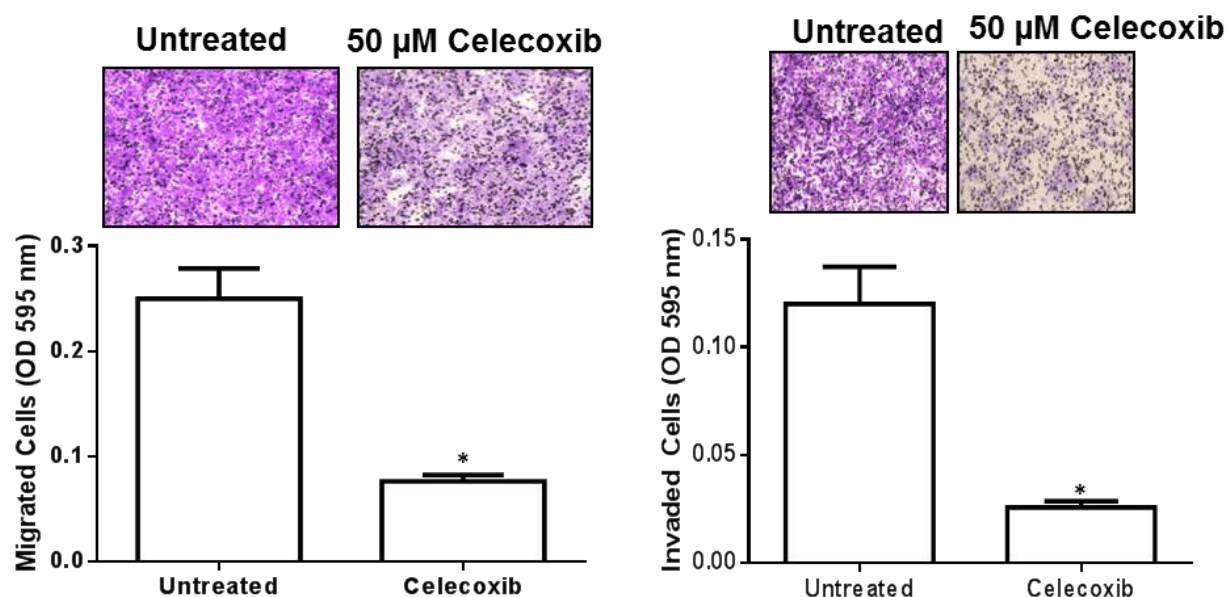 Untreated 50 µM Celecoxib
Migrated Cells (OD 595 nm)
0.3
0.2
0.1
0.0
*
Untreated Celecoxib
Untreated 50 µM Celecoxib
Invaded Cells (OD 595 nm)
0.15
0.10
0.05
0.00
*
Untreated Celecoxib